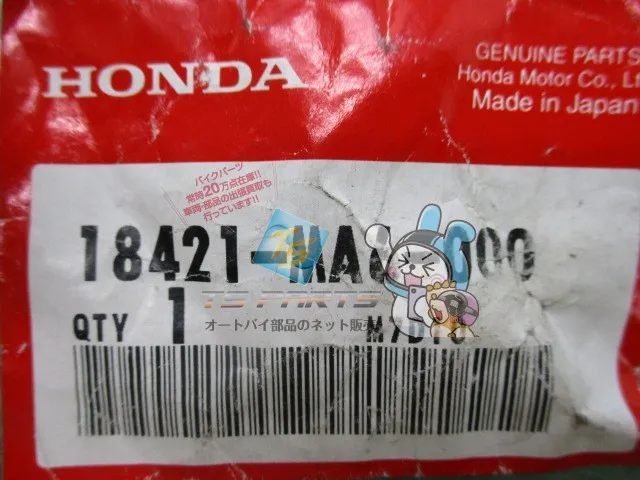 HONDA
GENUINE PARTS
Honda Motor Co., L
Made in Japan
バイクパーツ
常時20万点在庫!!
車両・部品の出張買取も
行っています!!
18421-MA6 000
TS PARTS
オートバイ部品のネット販売
QTY 1